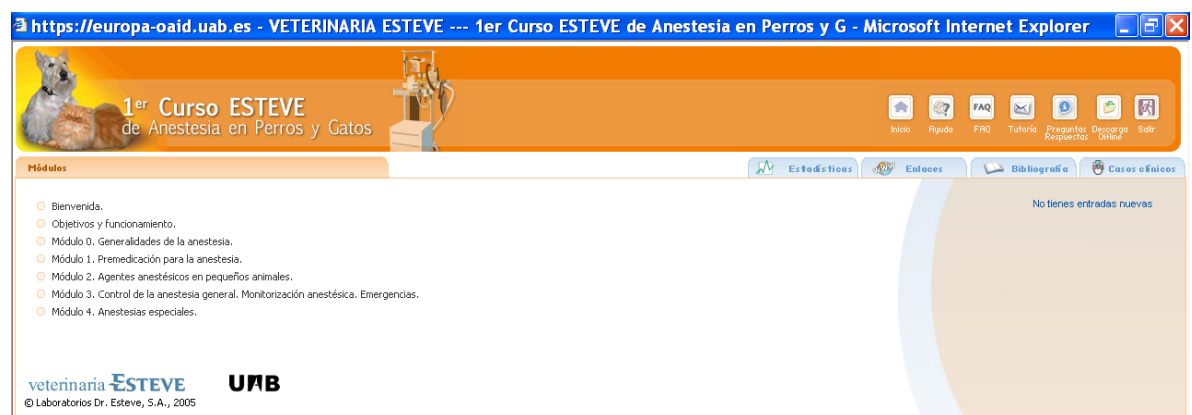 https://europa-oaid.uab.es - VETERINARIA ESTEVE --- 1er Curso ESTEVE de Anestesia en Perros y G - Microsoft Internet Explorer
1er Curso ESTEVE
de Anestesia en Perros y Gatos
FAQ
Inicio Ayuda FAQ Tutoría Preguntas Respuestas Descarga Offline Salir
Módulos
Estadísticas Enlaces Bibliografía Casos clínicos
No tienes entradas nuevas
Bienvenida.
Objetivos y funcionamiento.
Módulo 0. Generalidades de la anestesia.
Módulo 1. Premedicación para la anestesia.
Módulo 2. Agentes anestésicos en pequeños animales.
Módulo 3. Control de la anestesia general. Monitorización anestésica. Emergencias.
Módulo 4. Anestesias especiales.
veterinaria ESTEVE UAB
© Laboratorios Dr. Esteve, S.A., 2005